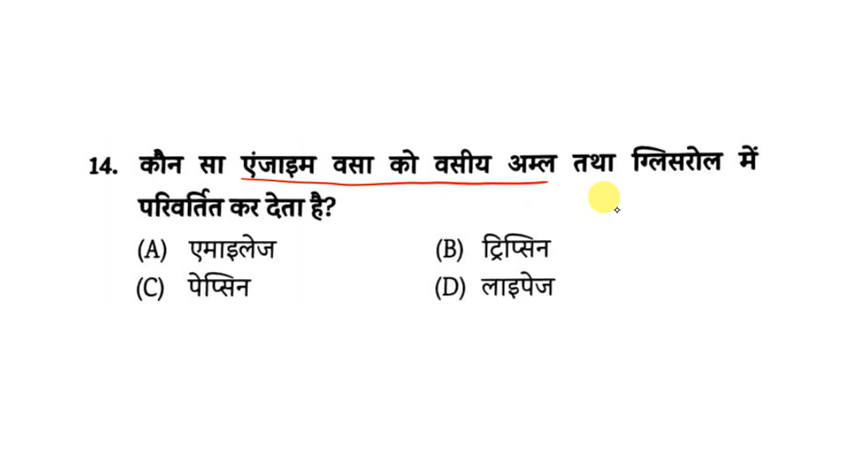 14. कौन सा एंजाइम वसा को वसीय अम्ल तथा ग्लिसरोल में
परिवर्तित कर देता है?
(A) एमाइलेज (B) ट्रिप्सिन
(C) पेप्सिन (D) लाइपेज